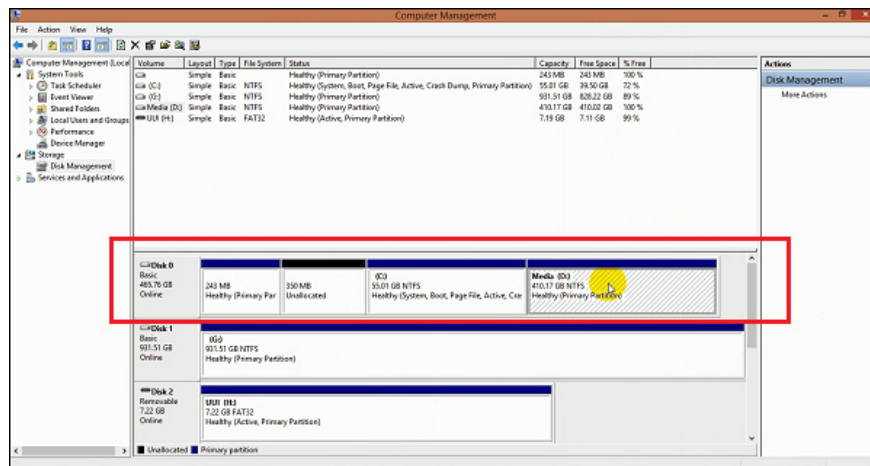 Computer Management
File Action View Help
Computer Management (Local
System Tools
Task Scheduler
Event Viewer
Shared Folders
Local Users and Groups
Performance
Device Manager
Storage
Disk Management
Services and Applications
Volume Layout Type File System Status Capacity Free Space % Free
Simple Basic Healthy (Primary Partition) 243 MB 243 MB 100 %
(C:) Simple Basic NTFS Healthy (System, Boot, Page File, Active, Crash Dump, Primary Partition) 55.01 GB 39.50 GB 72 %
(G:) Simple Basic NTFS Healthy (Primary Partition) 931.51 GB 828.22 GB 89 %
Media (D:) Simple Basic NTFS Healthy (Primary Partition) 410.17 GB 410.02 GB 100 %
UUI (H:) Simple Basic FAT32 Healthy (Active, Primary Partition) 7.19 GB 7.11 GB 99 %
Actions
Disk Management
More Actions
Disk 0
Basic
465.76 GB
Online
243 MB
Healthy (Primary Par
350 MB
Unallocated
(C:)
55.01 GB NTFS
Healthy (System, Boot, Page File, Active, Cras
Media (D:)
410.17 GB NTFS
Healthy (Primary Partition)
Disk 1
Basic
931.51 GB
Online
(G:)
931.51 GB NTFS
Healthy (Primary Partition)
Disk 2
Removable
7.22 GB
Online
UUI (H:)
7.22 GB FAT32
Healthy (Active, Primary Partition)
Unallocated Primary partition